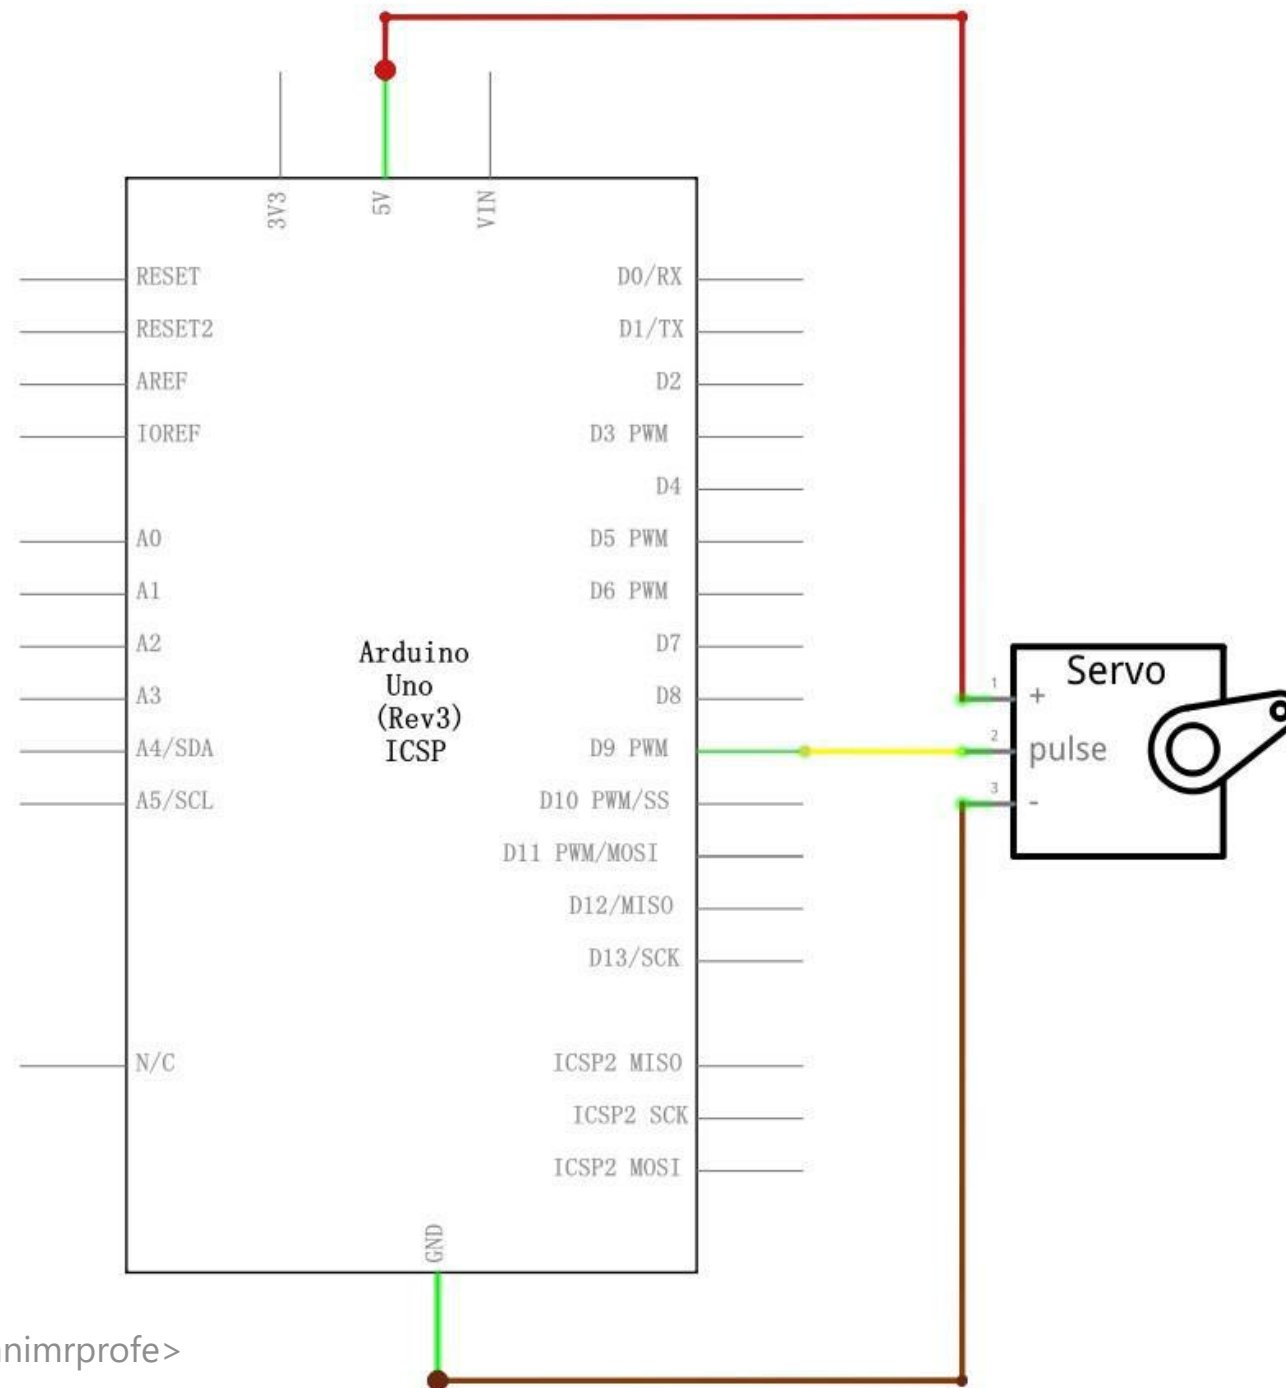 3V3
5V
VIN
RESET
RESET2
AREF
IOREF
A0
A1
A2
A3
A4/SDA
A5/SCL
N/C
Arduino
Uno
(Rev3)
ICSP
D0/RX
D1/TX
D2
D3 PWM
D4
D5 PWM
D6 PWM
D7
D8
D9 PWM
D10 PWM/SS
D11 PWM/MOSI
D12/MISO
D13/SCK
ICSP2 MISO
ICSP2 SCK
ICSP2 MOSI
GND
Servo
1 +
2 pulse
3 -
nimrprofe>